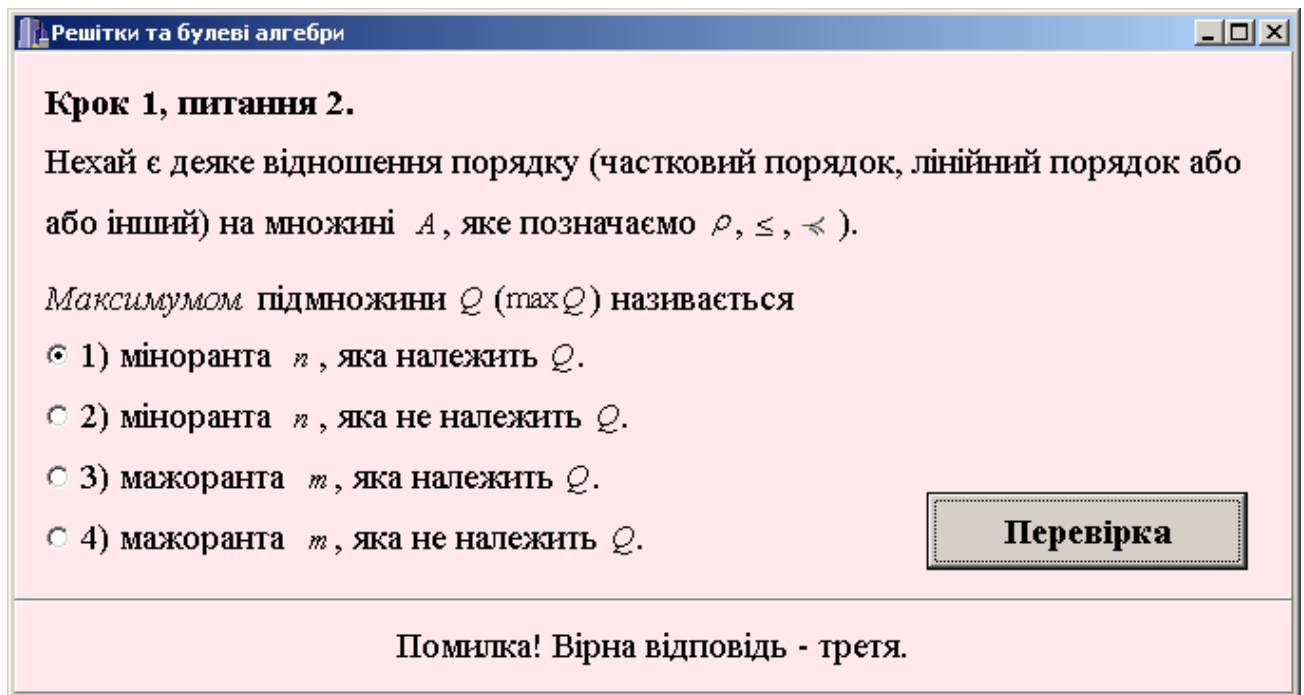 Решітки та булеві алгебри
Крок 1, питання 2.
Нехай є деяке відношення порядку (частковий порядок, лінійний порядок або
або інший) на множині A, яке позначаємо ρ, ≤, ≼ ).
Максимумом підмножини Q (max Q) називається
1) міноранта n, яка належить Q.
2) міноранта n, яка не належить Q.
3) мажоранта m, яка належить Q.
4) мажоранта m, яка не належить Q.
Перевірка
Помилка! Вірна відповідь - третя.